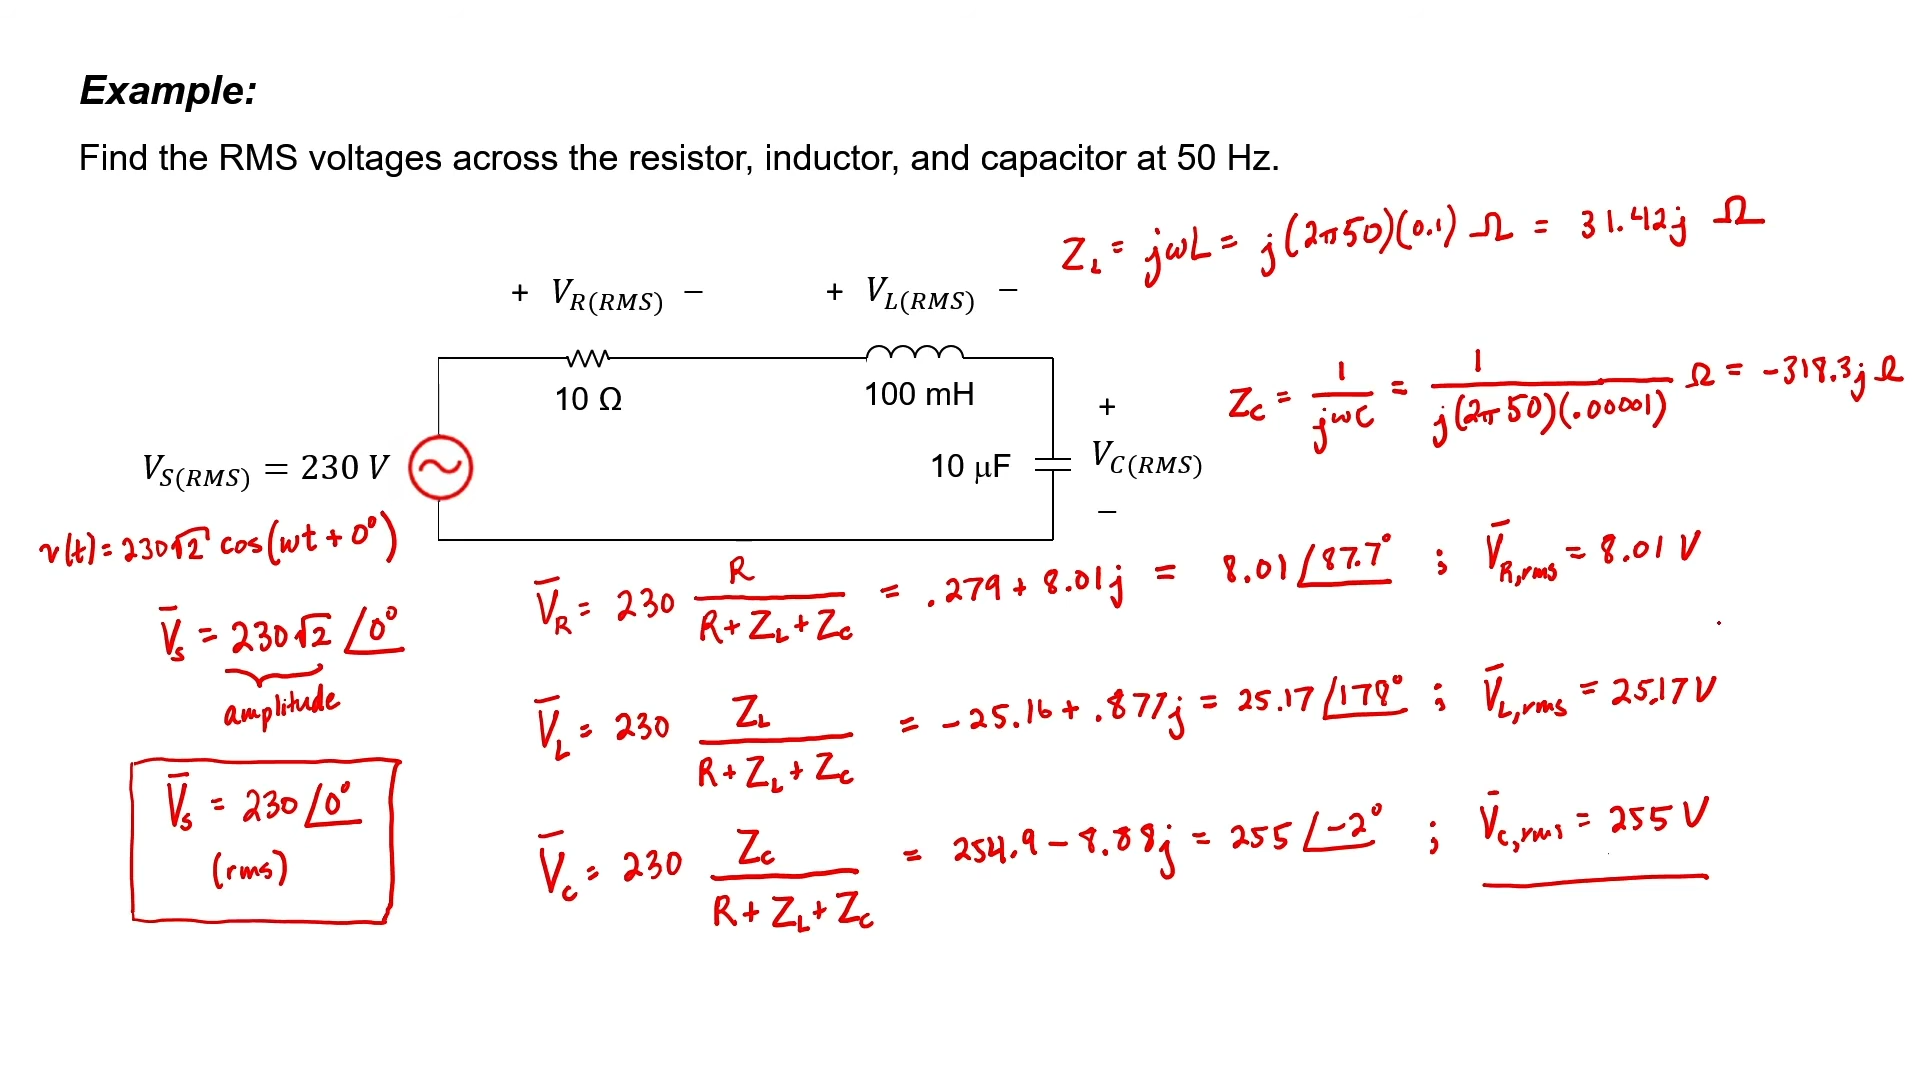 Example:
Find the RMS voltages across the resistor, inductor, and capacitor at 50 Hz.
Z_L = jωL = j(2π50)(0.1) Ω = 31.42j Ω
+ V_R(RMS) −
+ V_L(RMS) −
10 Ω
100 mH
Z_C = 1/(jωC) = 1/(j(2π50)(.00001)) Ω = -318.3j Ω
+
V_C(RMS)
−
10 μF
V_S(RMS) = 230 V
v(t) = 230√2 cos(ωt + 0°)
V̄_s = 230√2 ∠0°
amplitude
V̄_s = 230 ∠0°
(rms)
V̄_R = 230 R/(R + Z_L + Z_C) = .279 + 8.01j = 8.01 ∠87.7° ; V̄_R,rms = 8.01 V
V̄_L = 230 Z_L/(R + Z_L + Z_C) = -25.16 + .877j = 25.17 ∠178° ; V̄_L,rms = 25.17 V
V̄_C = 230 Z_C/(R + Z_L + Z_C) = 254.9 - 8.88j = 255 ∠-2° ; V̄_C,rms = 255 V